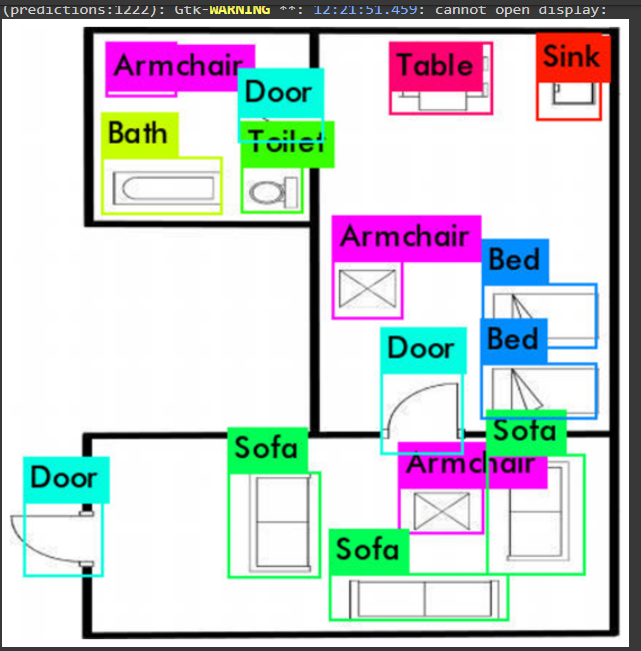 (predictions:1222): Gtk-WARNING **: 12:21:51.459: cannot open display:
Armchair
Table
Sink
Door
Bath
Toilet
Armchair
Bed
Bed
Door
Sofa
Sofa
Armchair
Door
Sofa